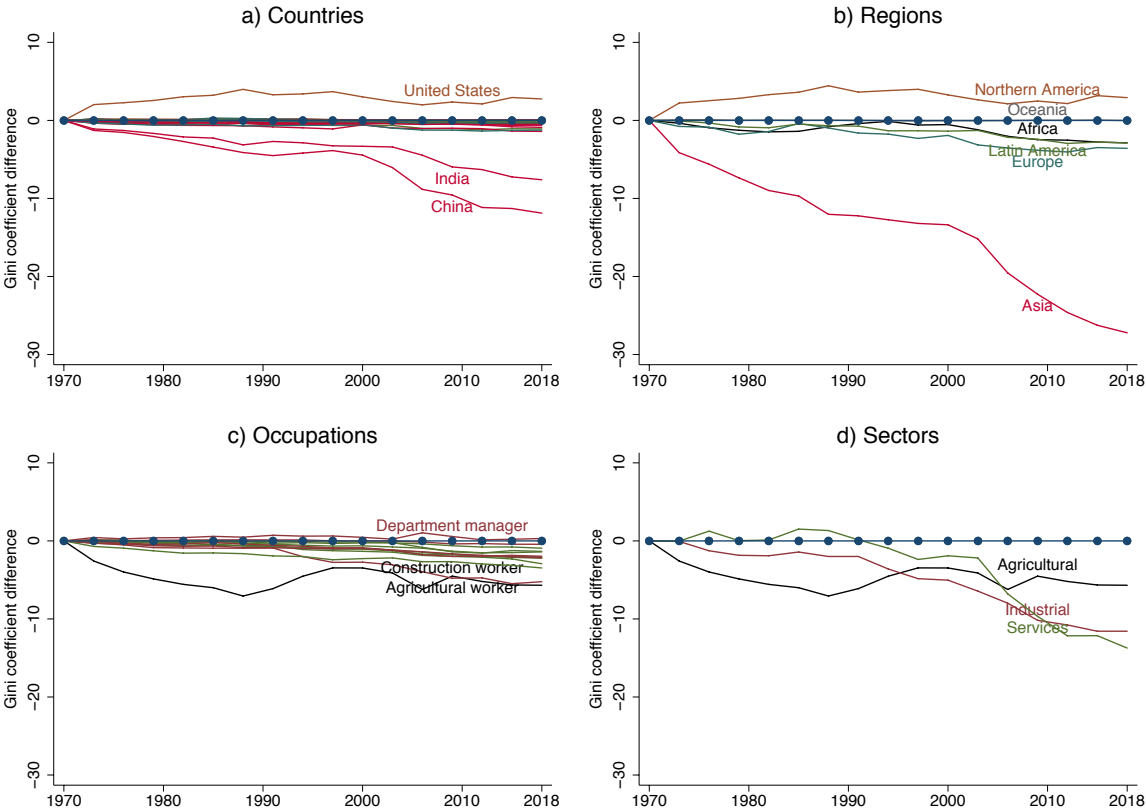 a) Countries
Gini coefficient difference
10
0
−10
−20
−30
United States
India
China
1970
1980
1990
2000
2010
2018
b) Regions
Gini coefficient difference
10
0
−10
−20
−30
Northern America
Oceania
Africa
Latin America
Europe
Asia
1970
1980
1990
2000
2010
2018
c) Occupations
Gini coefficient difference
10
0
−10
−20
−30
Department manager
Construction worker
Agricultural worker
1970
1980
1990
2000
2010
2018
d) Sectors
Gini coefficient difference
10
0
−10
−20
−30
Agricultural
Industrial
Services
1970
1980
1990
2000
2010
2018